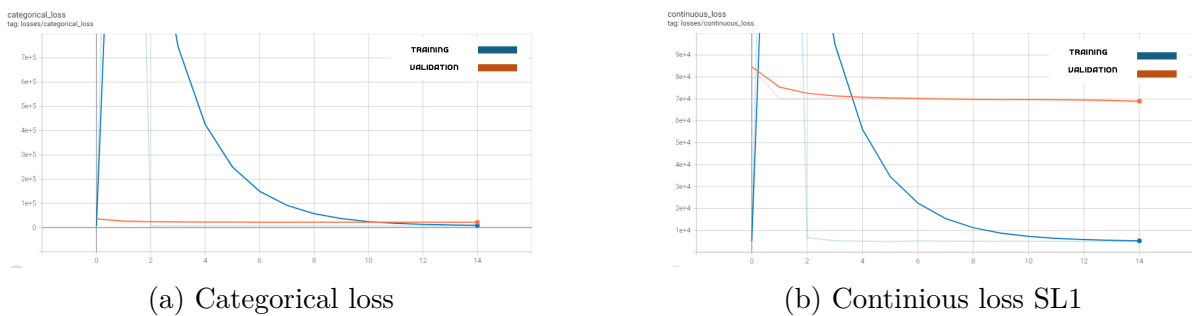 categorical_loss
tag: losses/categorical_loss
7e+5
6e+5
5e+5
4e+5
3e+5
2e+5
1e+5
0
0 2 4 6 8 10 12 14
TRAINING
VALIDATION
(a) Categorical loss
continuous_loss
tag: losses/continuous_loss
9e+4
8e+4
7e+4
6e+4
5e+4
4e+4
3e+4
2e+4
1e+4
0 2 4 6 8 10 12 14
TRAINING
VALIDATION
(b) Continious loss SL1